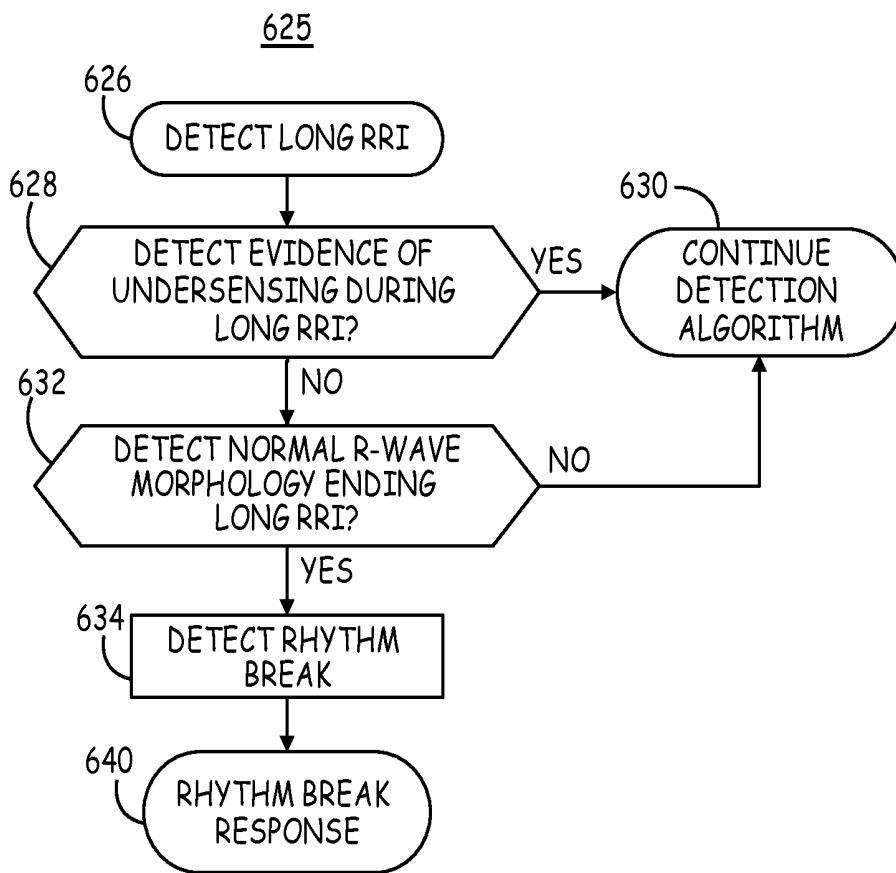 625
626
DETECT LONG RRI
628
DETECT EVIDENCE OF
UNDERSENSING DURING
LONG RRI?
YES
630
CONTINUE
DETECTION
ALGORITHM
NO
632
DETECT NORMAL R-WAVE
MORPHOLOGY ENDING
LONG RRI?
NO
YES
634
DETECT RHYTHM
BREAK
640
RHYTHM BREAK
RESPONSE